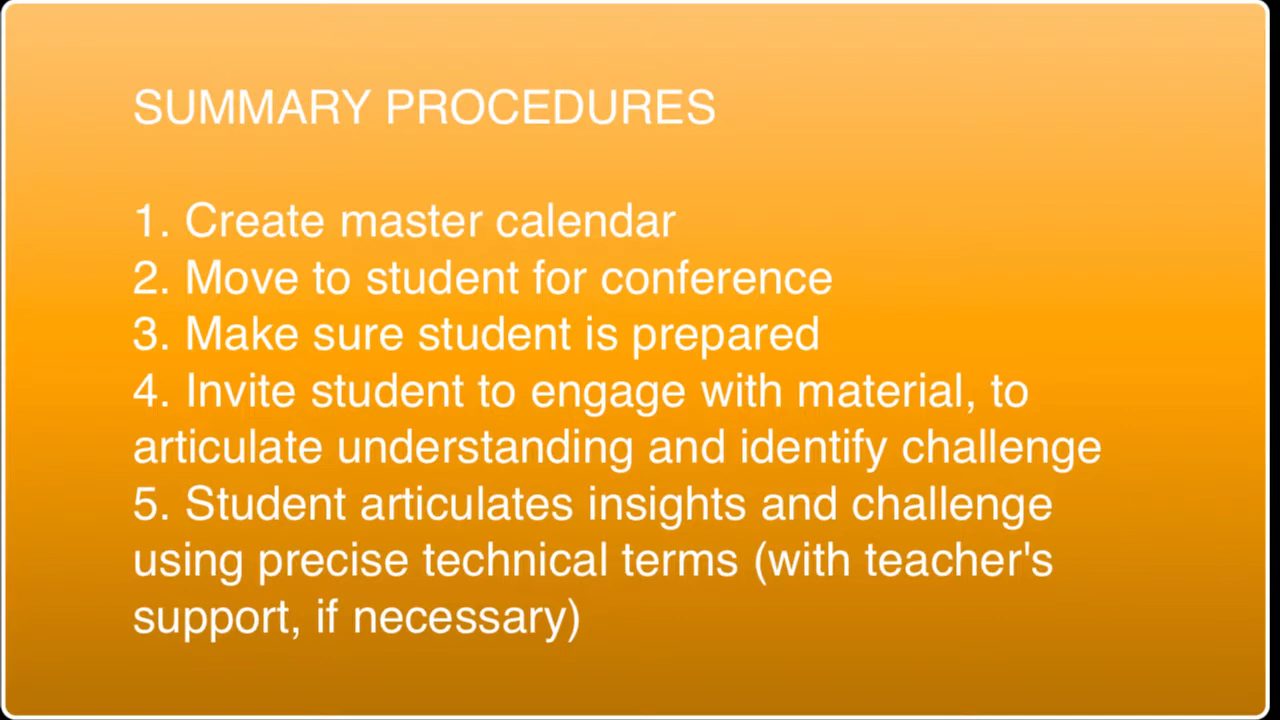 SUMMARY PROCEDURES
1. Create master calendar
2. Move to student for conference
3. Make sure student is prepared
4. Invite student to engage with material, to
articulate understanding and identify challenge
5. Student articulates insights and challenge
using precise technical terms (with teacher's
support, if necessary)